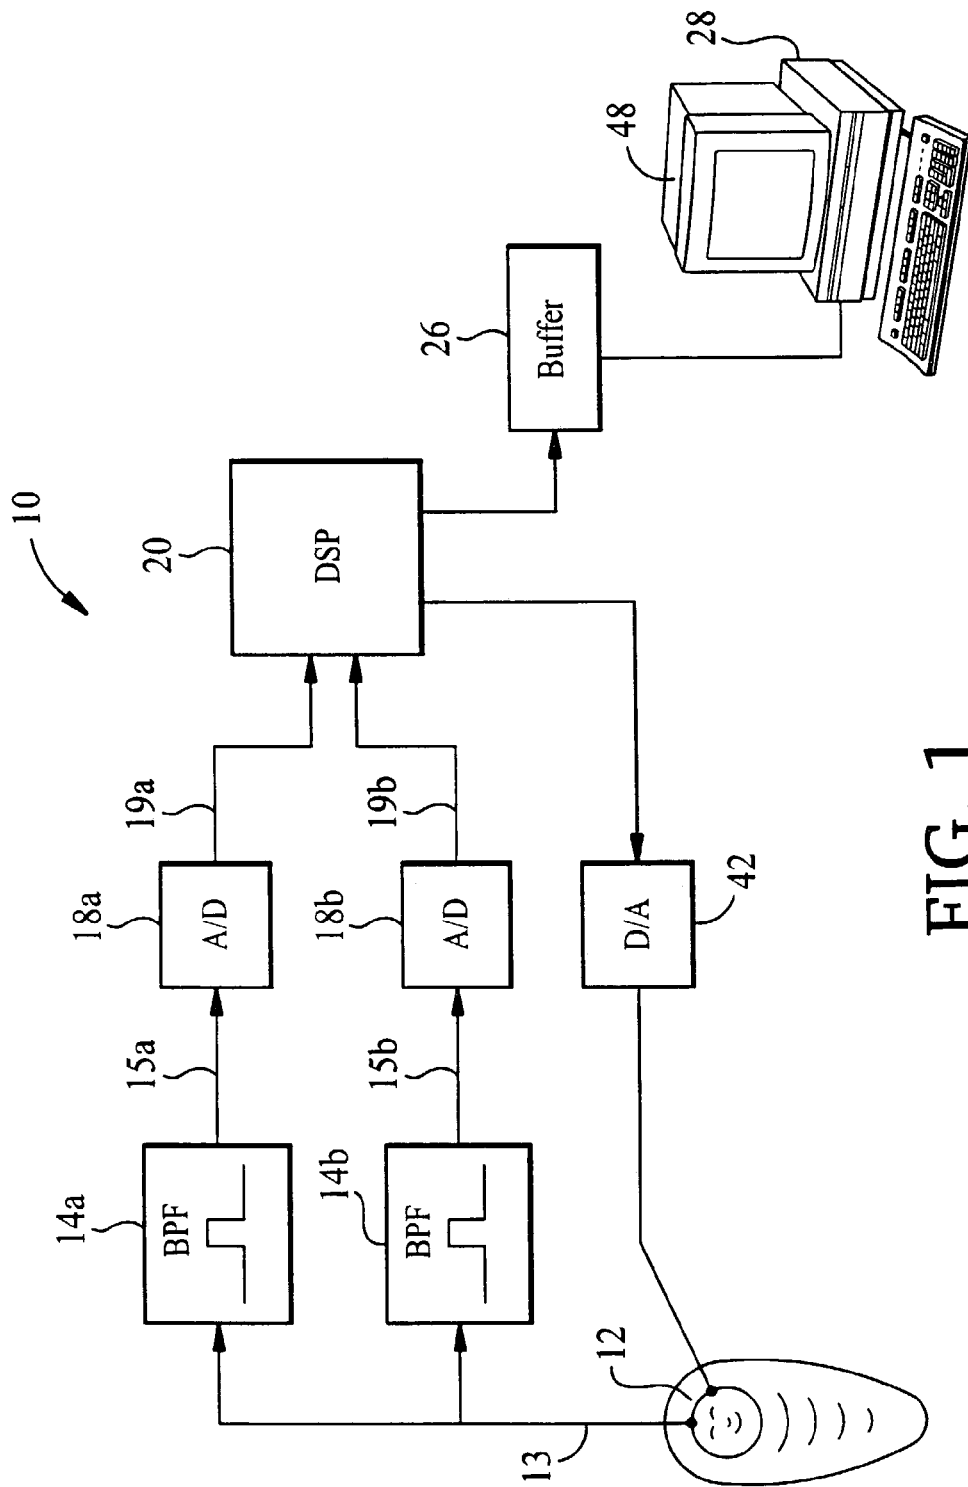 10
14a
BPF
15a
18a
A/D
19a
20
DSP
14b
BPF
15b
18b
A/D
19b
26
Buffer
48
28
13
12
D/A
42
FIG. 1